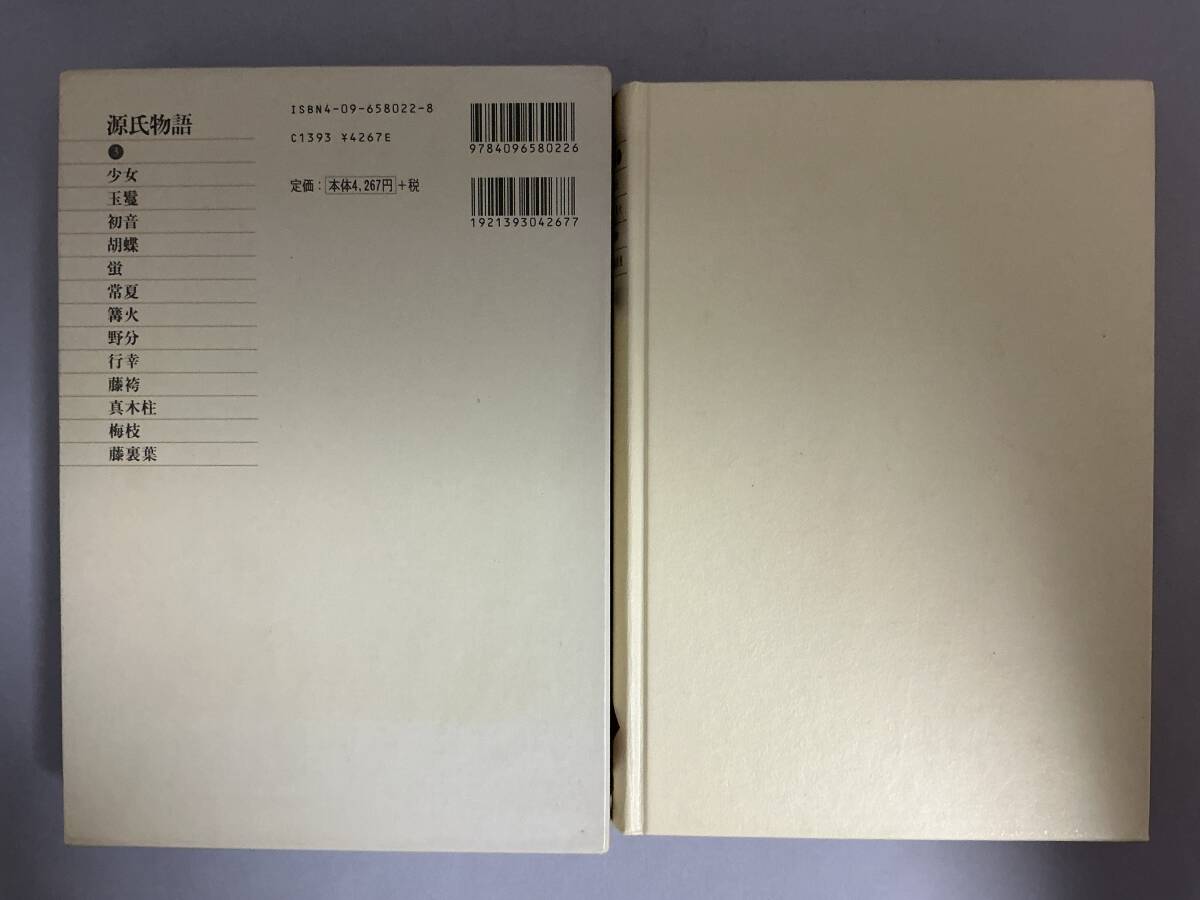 源氏物語
3
少女
玉鬘
初音
胡蝶
蛍
常夏
篝火
野分
行幸
藤袴
真木柱
梅枝
藤裏葉
ISBN4-09-658022-8
C1393 ¥4267E
定価：本体4,267円+税
9784096580226
1921393042677